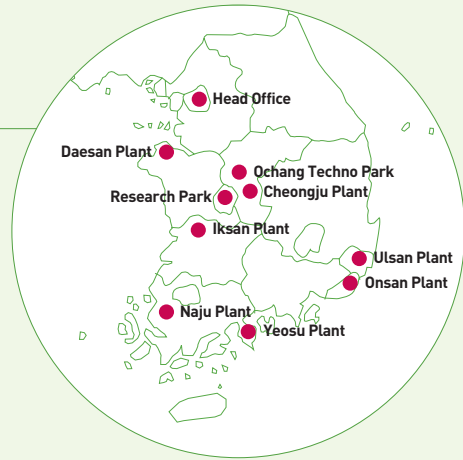 Head Office
Daesan Plant
Ochang Techno Park
Cheongju Plant
Research Park
Iksan Plant
Ulsan Plant
Onsan Plant
Naju Plant
Yeosu Plant